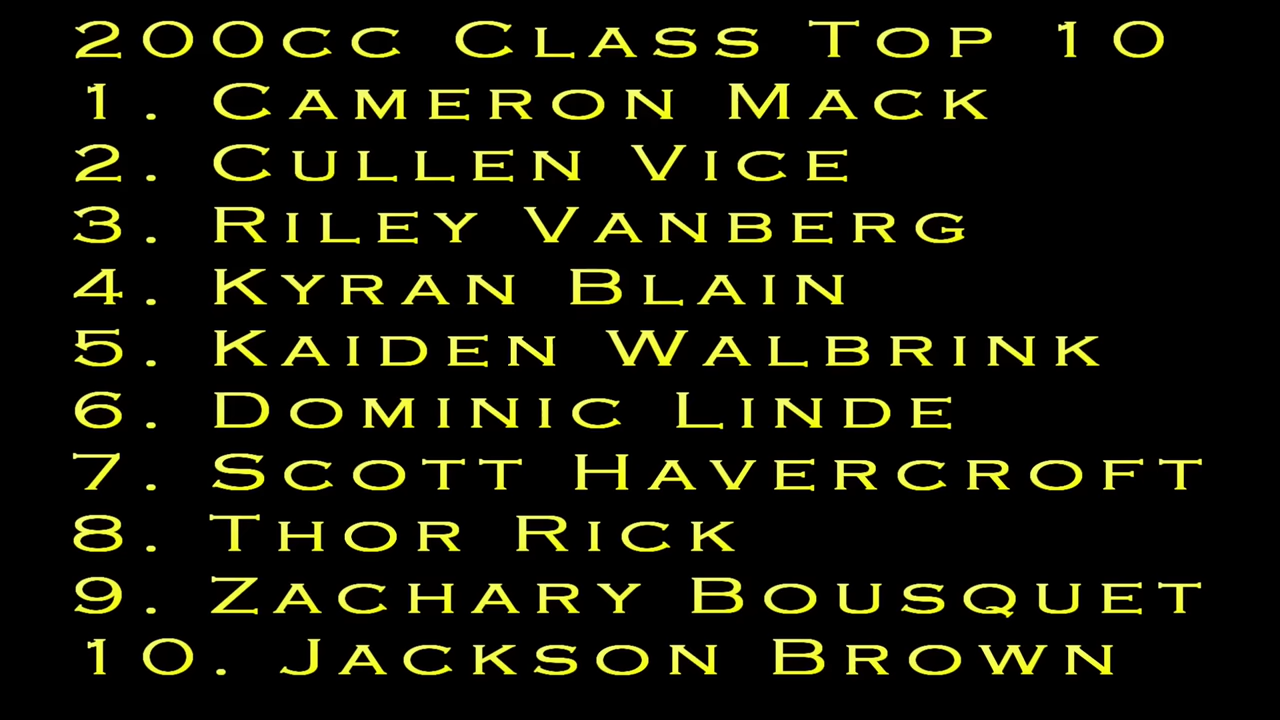 200cc Class Top 10
1. Cameron Mack
2. Cullen Vice
3. Riley Vanberg
4. Kyran Blain
5. Kaiden Walbrink
6. Dominic Linde
7. Scott Havercroft
8. Thor Rick
9. Zachary Bousquet
10. Jackson Brown